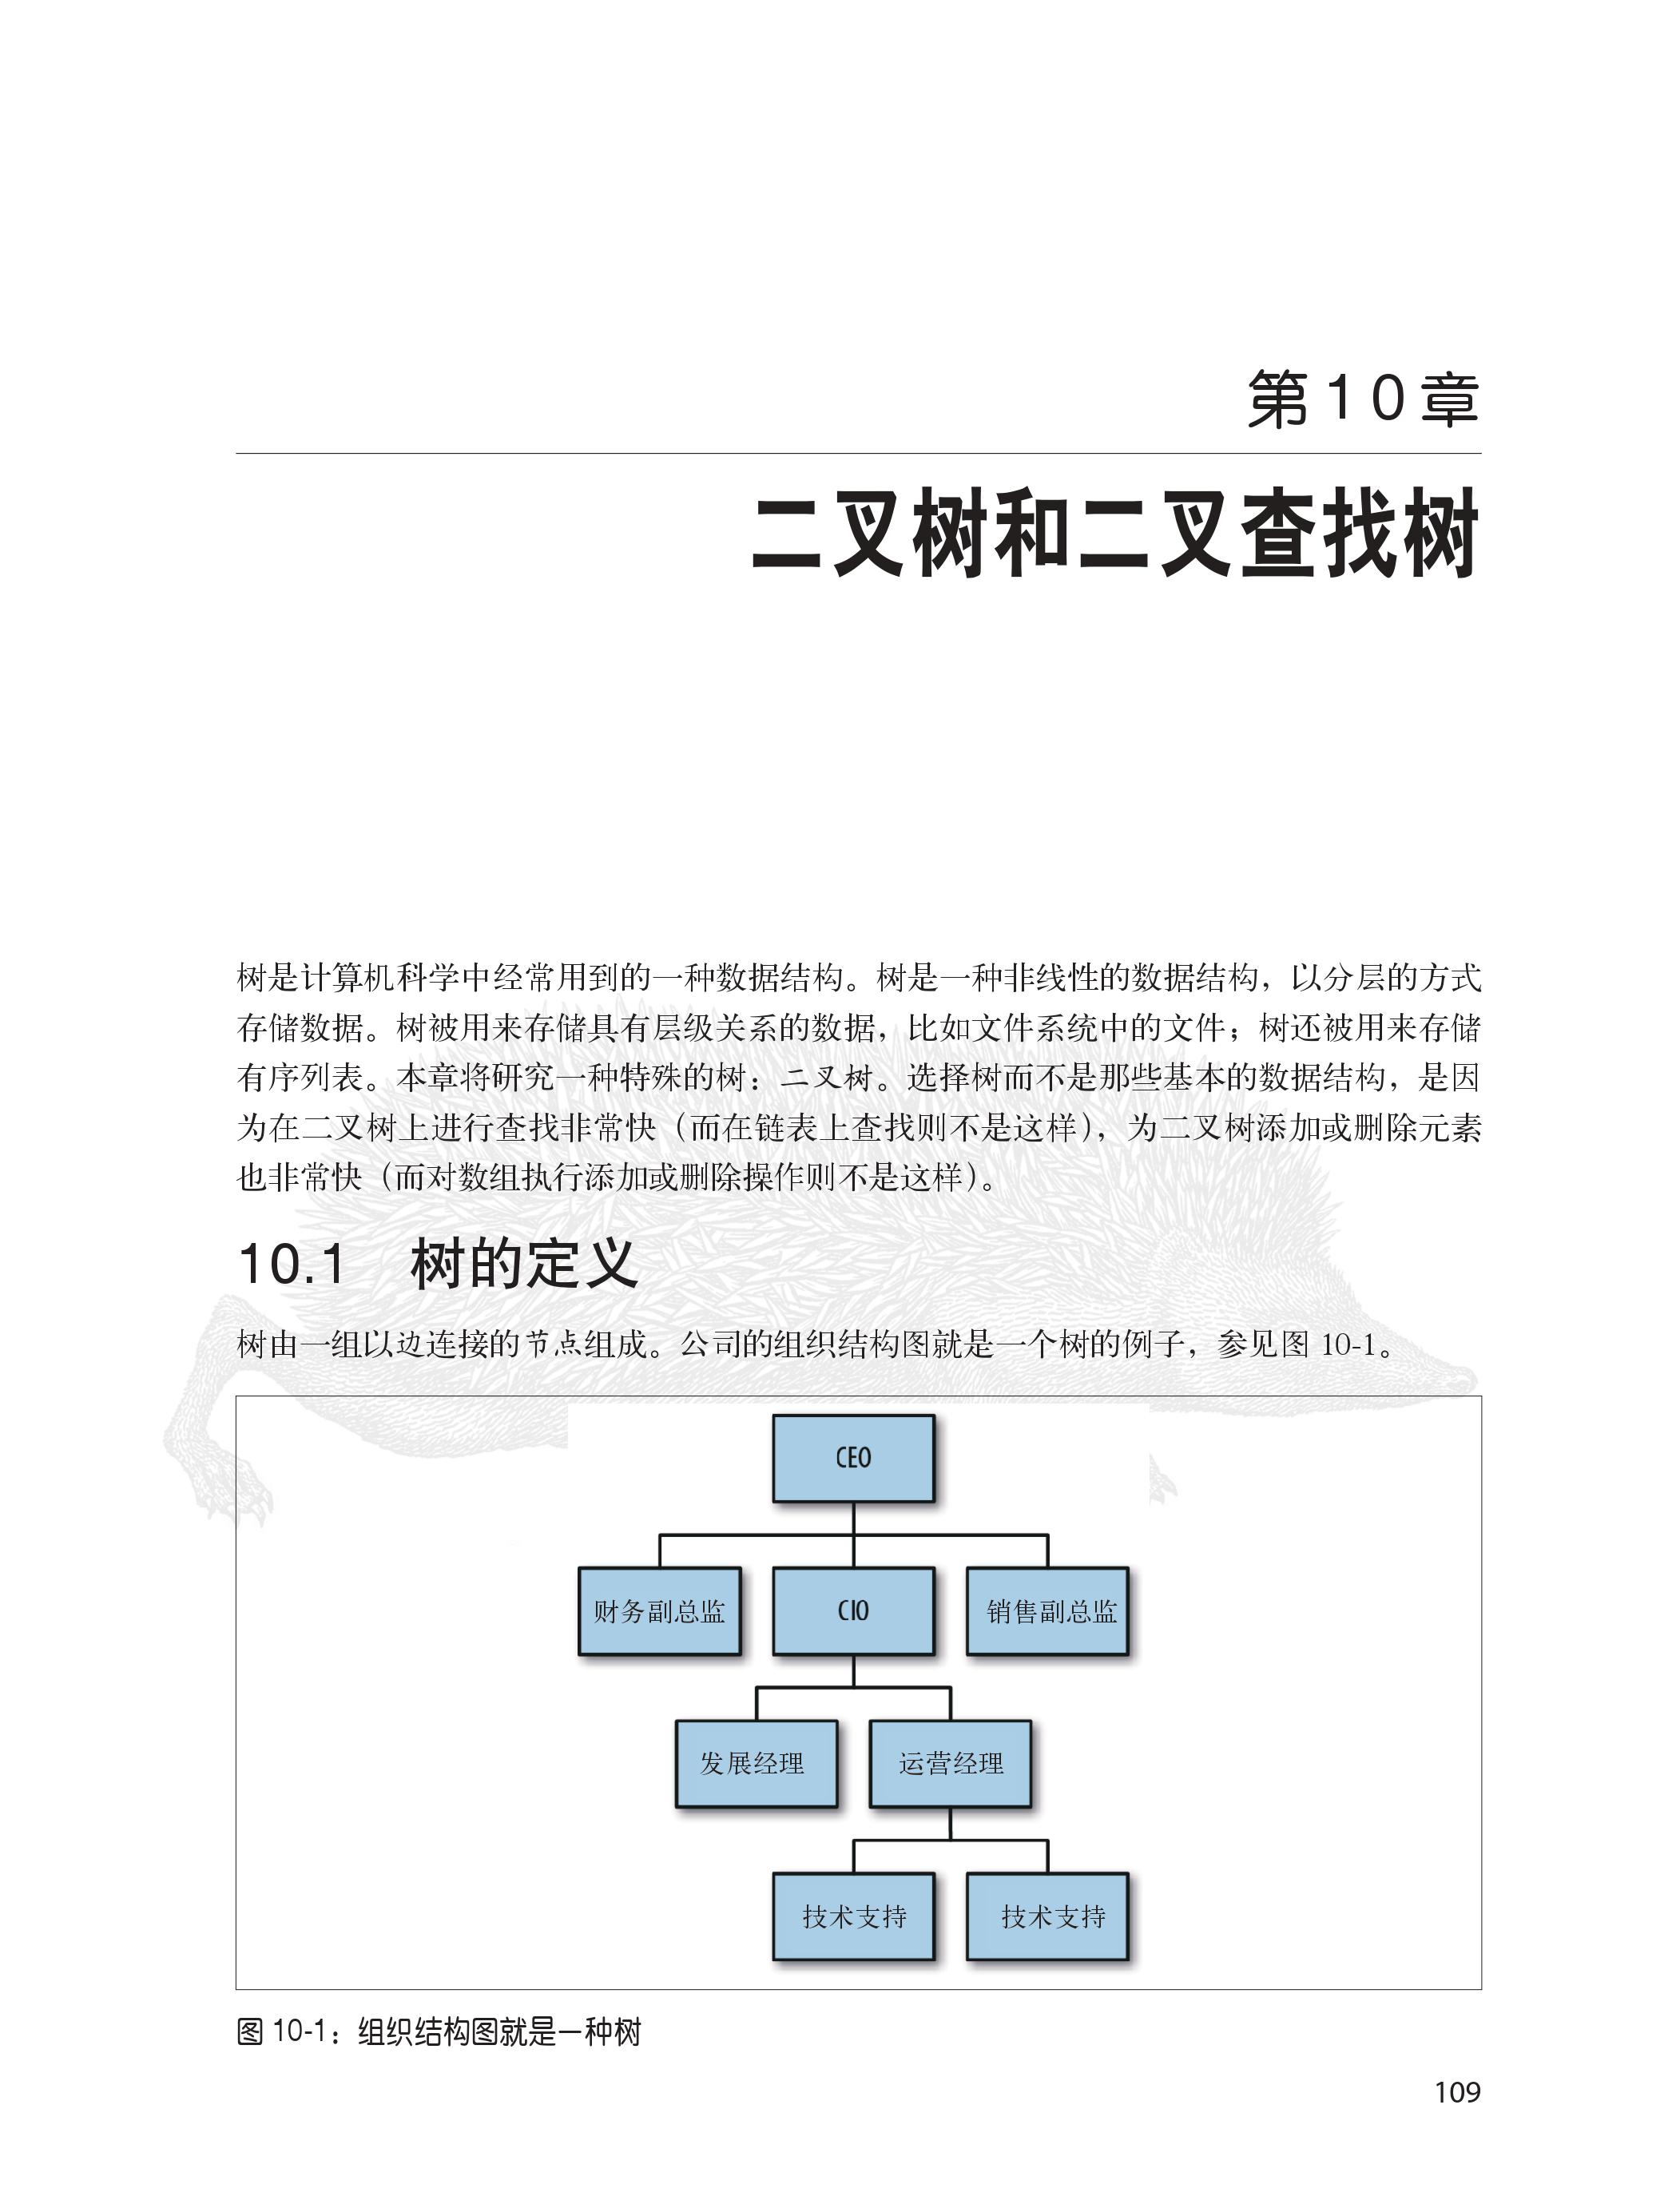 第10章
二叉树和二叉查找树
树是计算机科学中经常用到的一种数据结构。树是一种非线性的数据结构，以分层的方式
存储数据。树被用来存储具有层级关系的数据，比如文件系统中的文件；树还被用来存储
有序列表。本章将研究一种特殊的树：二叉树。选择树而不是那些基本的数据结构，是因
为在二叉树上进行查找非常快（而在链表上查找则不是这样），为二叉树添加或删除元素
也非常快（而对数组执行添加或删除操作则不是这样）。
10.1 树的定义
树由一组以边连接的节点组成。公司的组织结构图就是一个树的例子，参见图 10-1。
CEO
财务副总监 CIO 销售副总监
发展经理 运营经理
技术支持 技术支持
图 10-1：组织结构图就是一种树
109